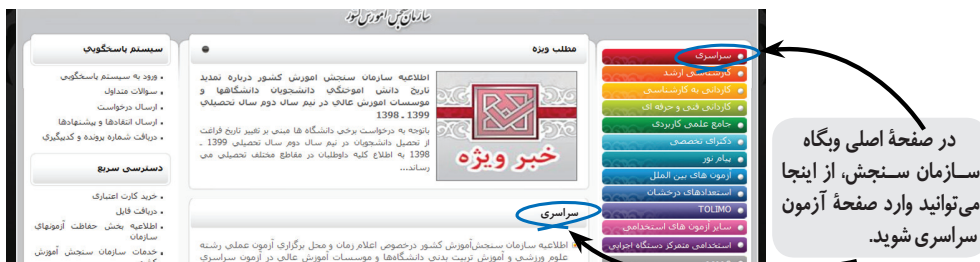 سازمان سنجش آموزش کشور
سراسری
کارشناسی ارشد
کاردانی به کارشناسی
کاردانی فنی و حرفه ای
جامع علمی کاربردی
دکترای تخصصی
پیام نور
آزمون های بین الملل
استعدادهای درخشان
TOLIMO
سایر آزمون های استخدامی
استخدامی متمرکز دستگاه اجرایی
در صفحهٔ اصلی وبگاه
سازمان سنجش، از اینجا
می‌توانید وارد صفحهٔ آزمون
سراسری شوید.
مطلب ویژه
اطلاعیه سازمان سنجش آموزش کشور درباره تمدید
تاریخ دانش آموختگی دانشجویان دانشگاهها و
موسسات آموزش عالی در نیم سال دوم سال تحصیلی
1399 ـ 1398
باتوجه به درخواست برخی دانشگاه ها مبنی بر تغییر تاریخ فراغت
از تحصیل دانشجویان در نیم سال دوم سال تحصیلی 1399 ـ
1398 به اطلاع کلیه داوطلبان در مقاطع مختلف تحصیلی می
رساند...
خبر ویژه
سراسری
اطلاعیه سازمان سنجش‌آموزش کشور درخصوص اعلام زمان و محل برگزاری آزمون عملی رشته
علوم ورزشی و آموزش تربیت بدنی دانشگاهها و موسسات آموزش عالی در آزمون سراسری
سیستم پاسخگویی
ورود به سیستم پاسخگویی
سوالات متداول
ارسال درخواست
ارسال انتقادها و پیشنهادها
دریافت شماره پرونده و کدپیگیری
دسترسی سریع
خرید کارت اعتباری
دریافت فایل
اطلاعیه بخش حفاظت آزمونهای
سازمان
خدمات سازمان سنجش آموزش